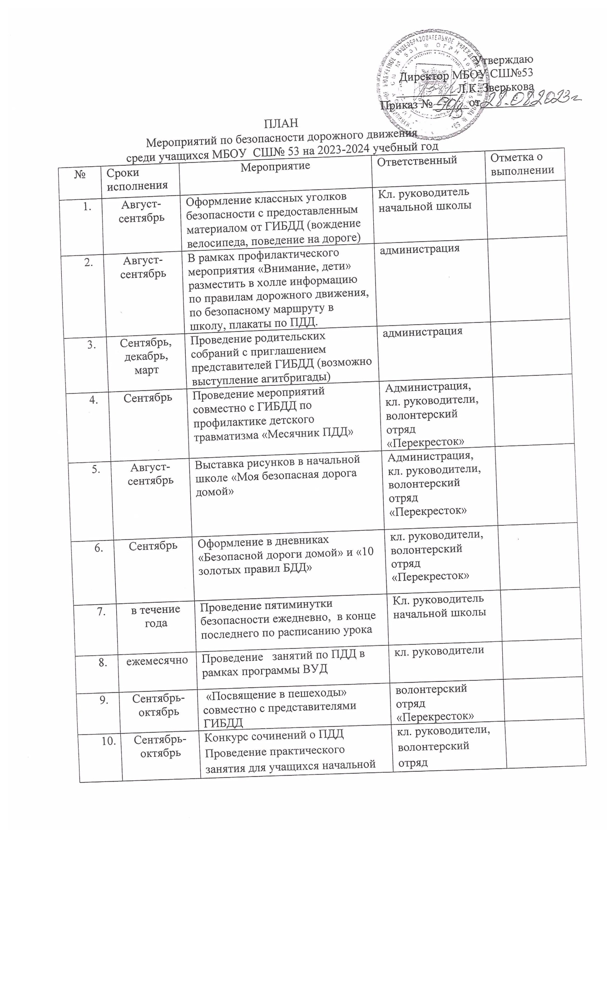 Утверждаю
Директор МБОУ СШ№53
Л.К. Зверькова
Приказ № от 28.08.2023г
ПЛАН
Мероприятий по безопасности дорожного движения
среди учащихся МБОУ СШ№ 53 на 2023-2024 учебный год
№
Сроки
исполнения
Мероприятие
Ответственный
Отметка о
выполнении
1.
Август-
сентябрь
Оформление классных уголков
безопасности с предоставленным
материалом от ГИБДД (вождение
велосипеда, поведение на дороге)
Кл. руководитель
начальной школы
2.
Август-
сентябрь
В рамках профилактического
мероприятия «Внимание, дети»
разместить в холле информацию
по правилам дорожного движения,
по безопасному маршруту в
школу, плакаты по ПДД.
администрация
3.
Сентябрь,
декабрь,
март
Проведение родительских
собраний с приглашением
представителей ГИБДД (возможно
выступление агитбригады)
администрация
4.
Сентябрь
Проведение мероприятий
совместно с ГИБДД по
профилактике детского
травматизма «Месячник ПДД»
Администрация,
кл. руководители,
волонтерский
отряд
«Перекресток»
5.
Август-
сентябрь
Выставка рисунков в начальной
школе «Моя безопасная дорога
домой»
Администрация,
кл. руководители,
волонтерский
отряд
«Перекресток»
6.
Сентябрь
Оформление в дневниках
«Безопасной дороги домой» и «10
золотых правил БДД»
кл. руководители,
волонтерский
отряд
«Перекресток»
7.
в течение
года
Проведение пятиминутки
безопасности ежедневно, в конце
последнего по расписанию урока
Кл. руководитель
начальной школы
8.
ежемесячно
Проведение занятий по ПДД в
рамках программы ВУД
кл. руководители
9.
Сентябрь-
октябрь
«Посвящение в пешеходы»
совместно с представителями
ГИБДД
волонтерский
отряд
«Перекресток»
10.
Сентябрь-
октябрь
Конкурс сочинений о ПДД
Проведение практического
занятия для учащихся начальной
кл. руководители,
волонтерский
отряд